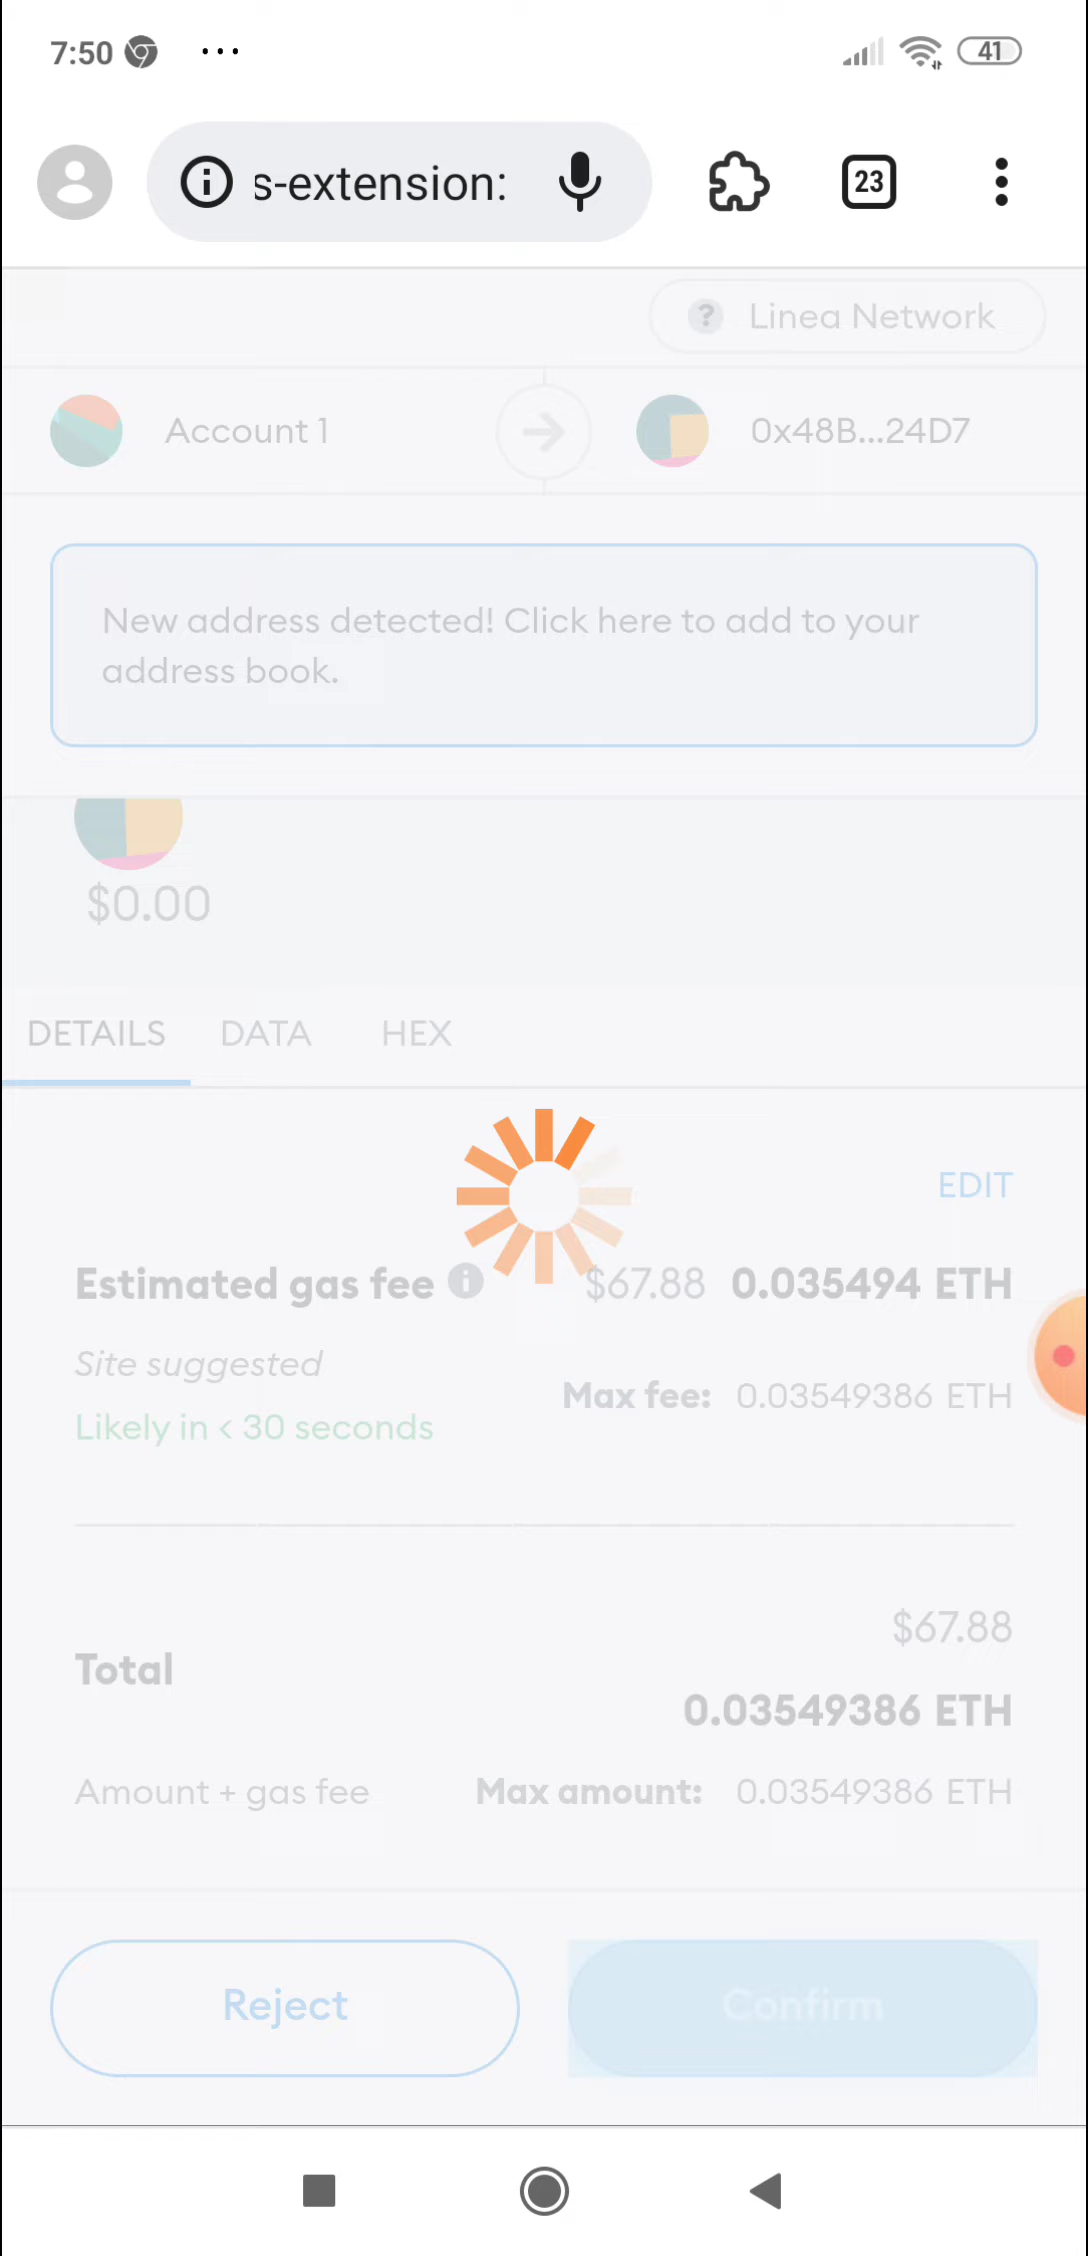 7:50 ... 41
s-extension: 23
? Linea Network
Account 1 0x48B...24D7
New address detected! Click here to add to your
address book.
$0.00
DETAILS DATA HEX
EDIT
Estimated gas fee i $67.88 0.035494 ETH
Site suggested
Max fee: 0.03549386 ETH
Likely in < 30 seconds
$67.88
Total
0.03549386 ETH
Amount + gas fee Max amount: 0.03549386 ETH
Reject Confirm